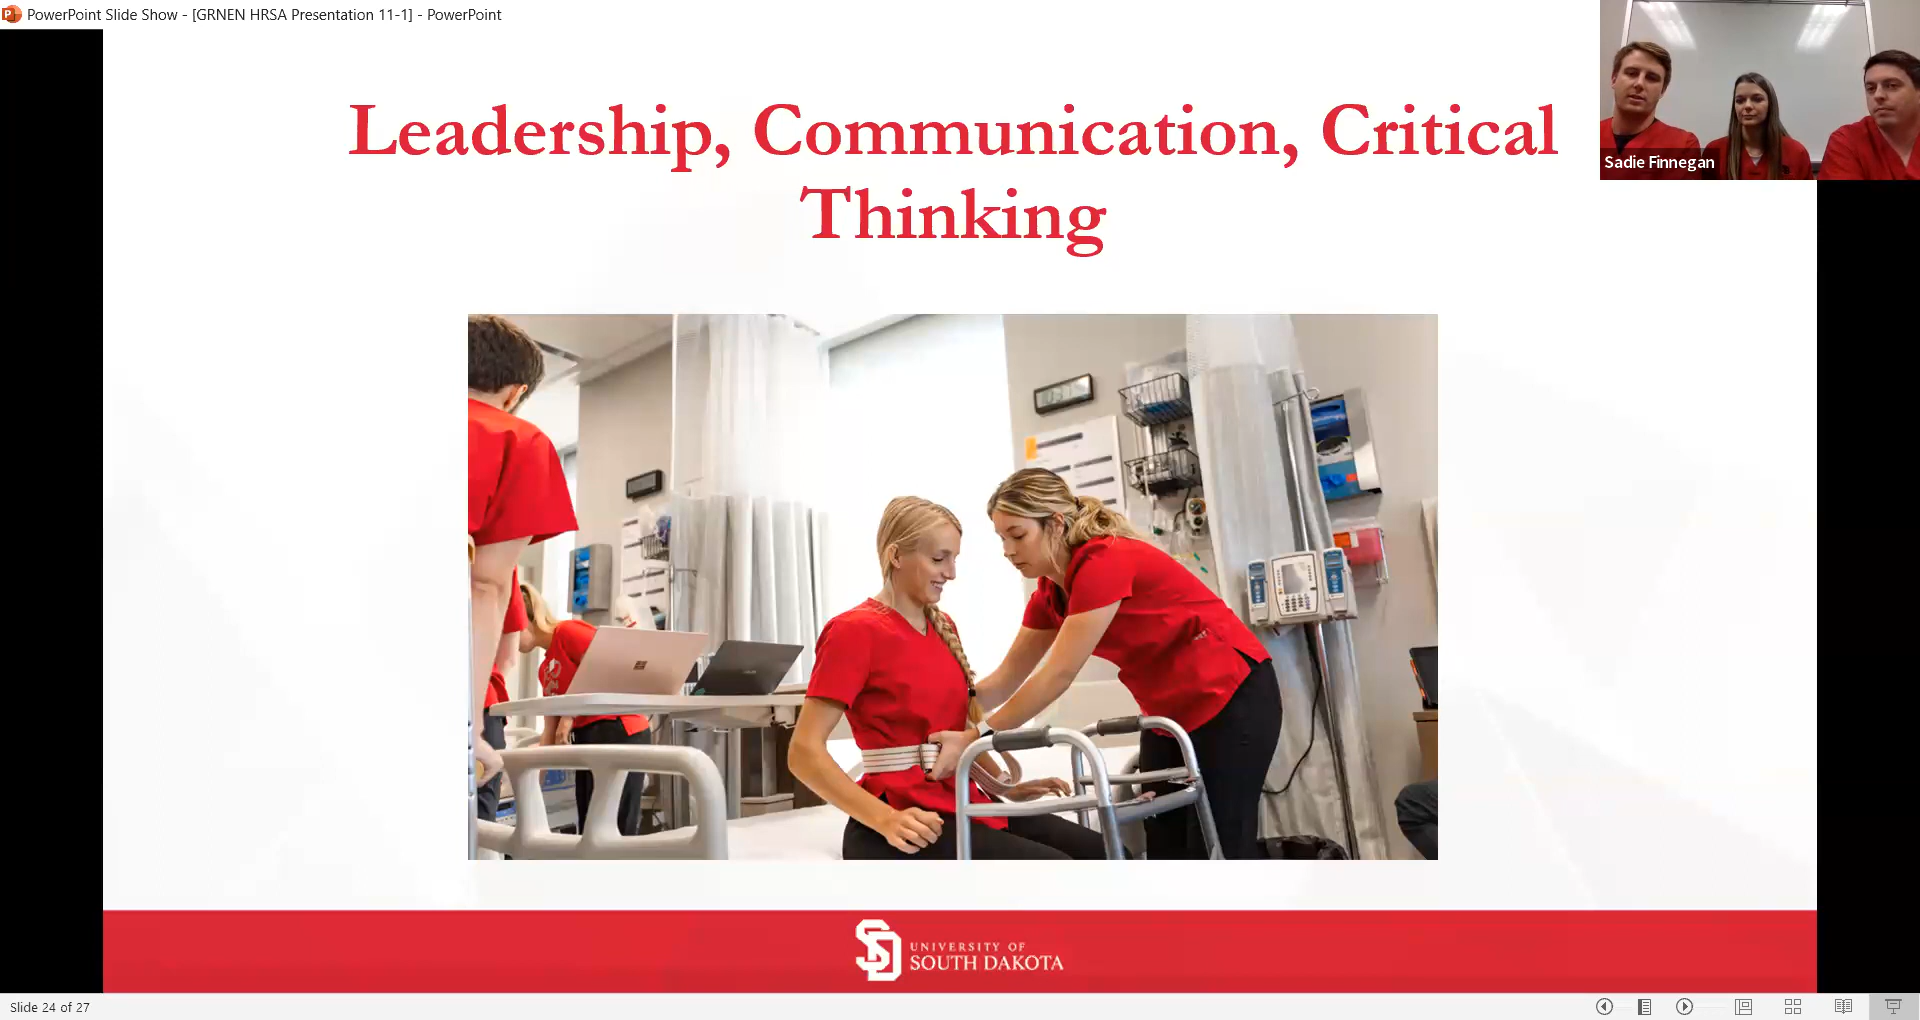 PowerPoint Slide Show - [GRNEN HRSA Presentation 11-1] - PowerPoint
Leadership, Communication, Critical
Thinking
Sadie Finnegan
UNIVERSITY OF
SOUTH DAKOTA
Slide 24 of 27